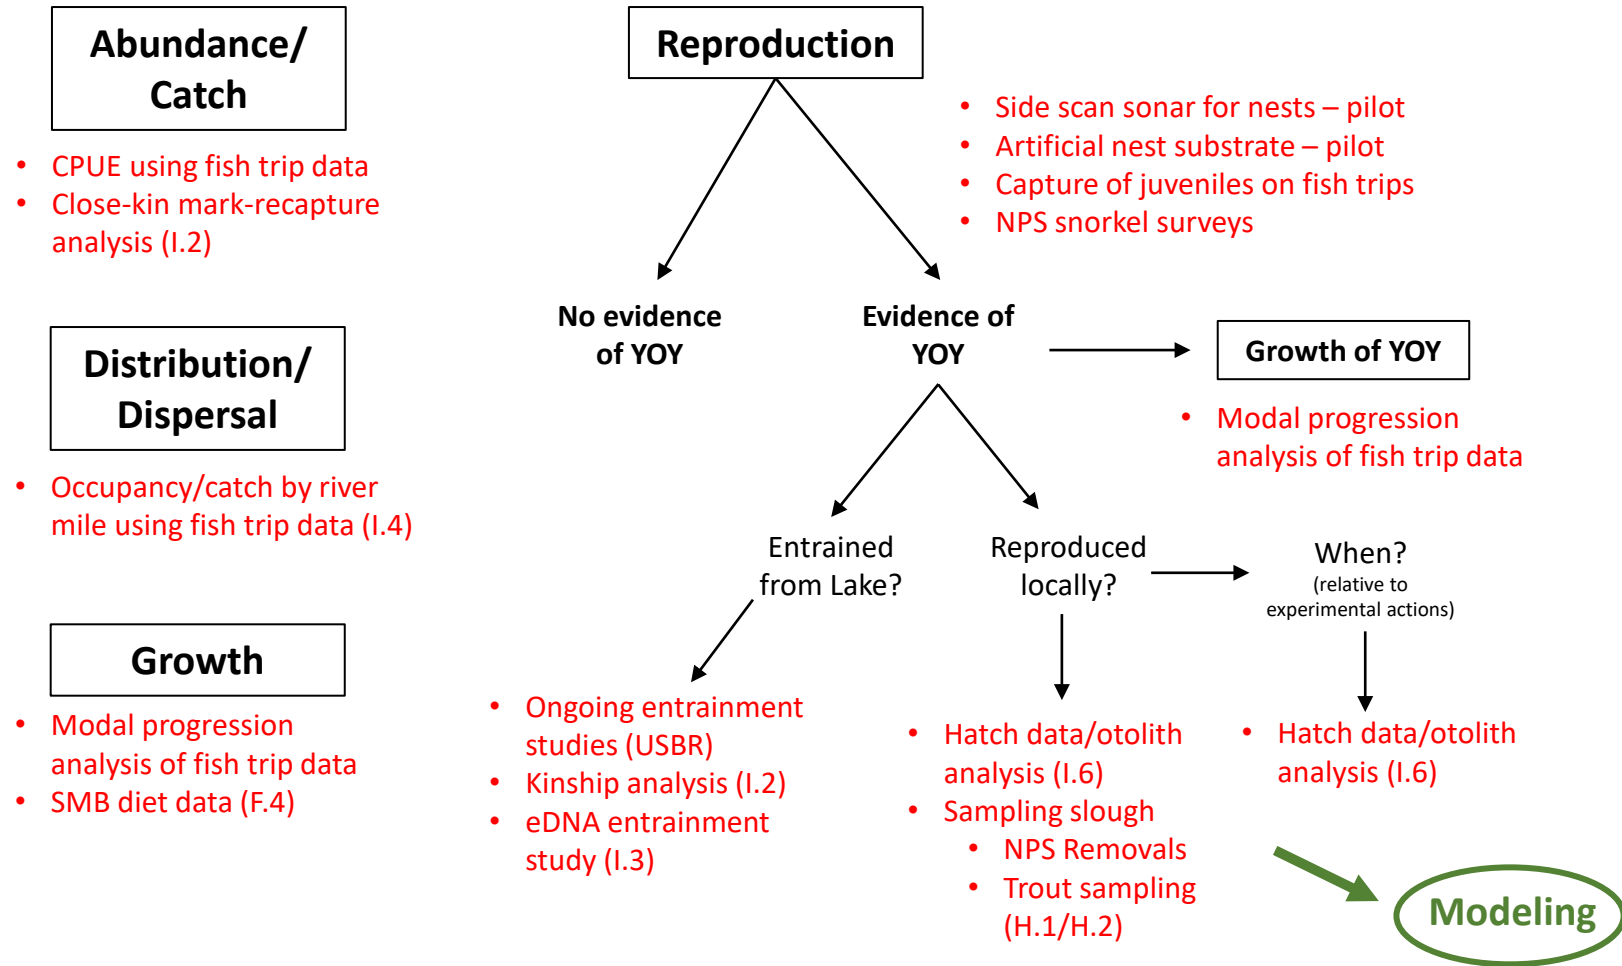 Abundance/
Catch
• CPUE using fish trip data
• Close-kin mark-recapture
analysis (I.2)
Distribution/
Dispersal
• Occupancy/catch by river
mile using fish trip data (I.4)
Growth
• Modal progression
analysis of fish trip data
• SMB diet data (F.4)
Reproduction
• Side scan sonar for nests – pilot
• Artificial nest substrate – pilot
• Capture of juveniles on fish trips
• NPS snorkel surveys
No evidence
of YOY
Evidence of
YOY
Growth of YOY
• Modal progression
analysis of fish trip data
Entrained
from Lake?
Reproduced
locally?
When?
(relative to
experimental actions)
• Ongoing entrainment
studies (USBR)
• Kinship analysis (I.2)
• eDNA entrainment
study (I.3)
• Hatch data/otolith
analysis (I.6)
• Sampling slough
• NPS Removals
• Trout sampling
(H.1/H.2)
• Hatch data/otolith
analysis (I.6)
Modeling